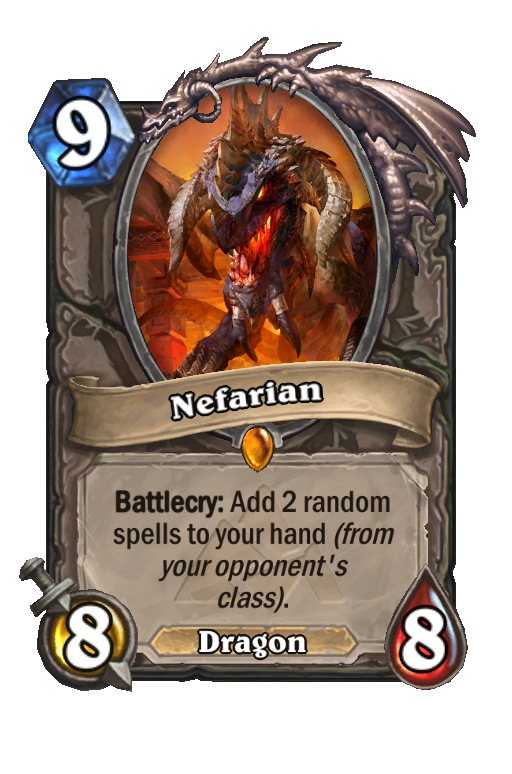 9
Nefarian
Battlecry: Add 2 random
spells to your hand (from
your opponent's
class).
8
Dragon
8